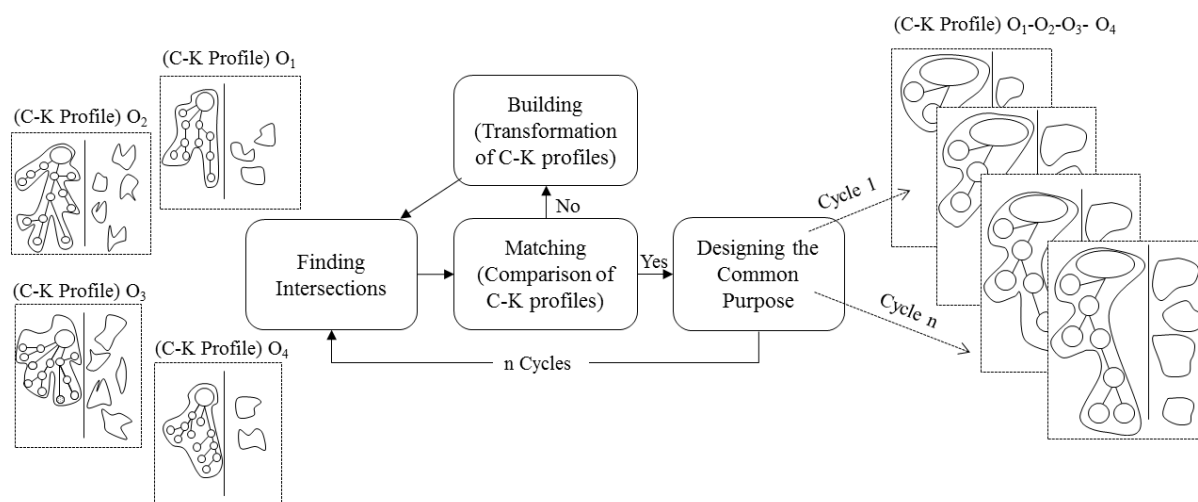 (C-K Profile) O₁-O₂-O₃- O₄
(C-K Profile) O₁
(C-K Profile) O₂
Building
(Transformation
of C-K profiles)
Cycle 1
No
Finding
Intersections
Matching
(Comparison of
C-K profiles)
Yes
Designing the
Common
Purpose
(C-K Profile) O₃
Cycle n
(C-K Profile) O₄
n Cycles